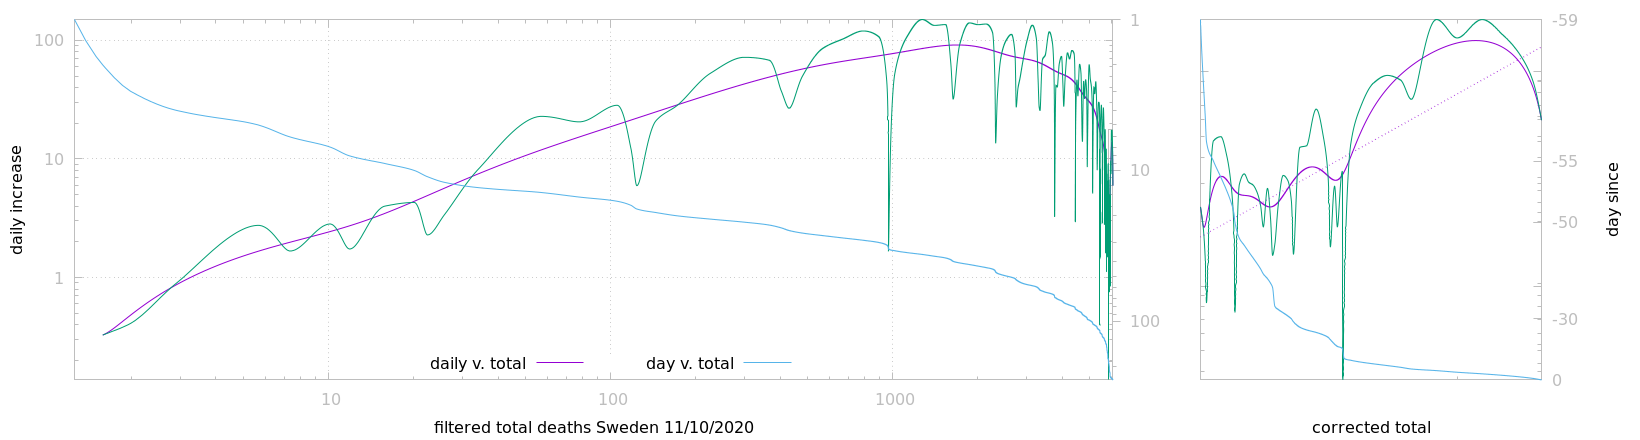 100
10
1
daily increase
10
100
1000
1
10
100
daily v. total
day v. total
filtered total deaths Sweden 11/10/2020
-59
-55
-50
-30
0
day since
corrected total